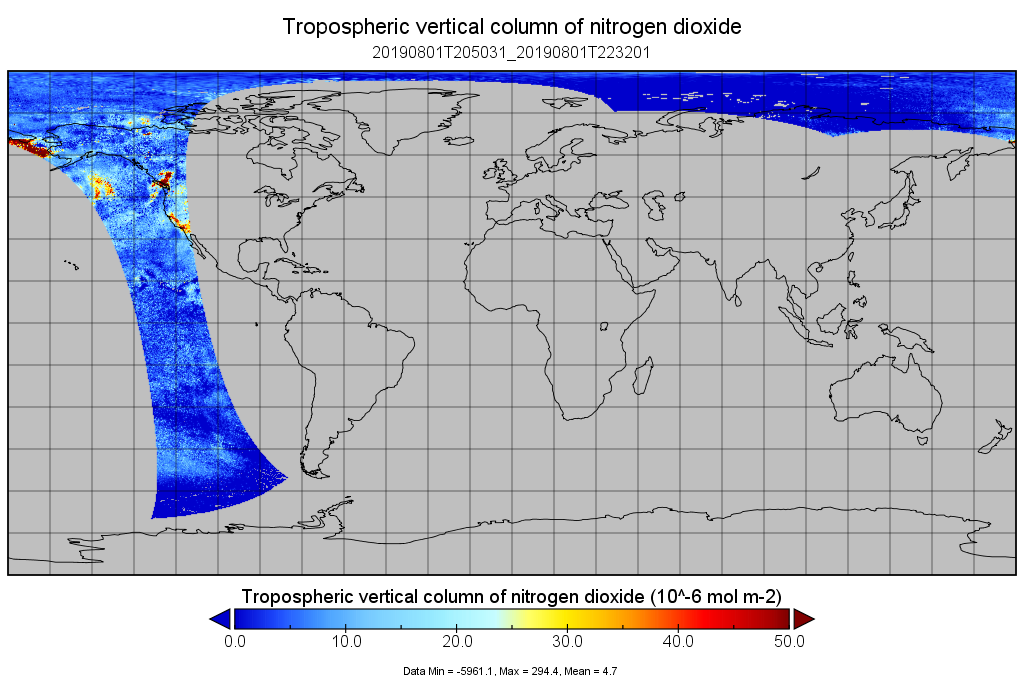 Tropospheric vertical column of nitrogen dioxide
20190801T205031_20190801T223201
Tropospheric vertical column of nitrogen dioxide (10^-6 mol m-2)
0.0 10.0 20.0 30.0 40.0 50.0
Data Min = -5961.1, Max = 294.4, Mean = 4.7